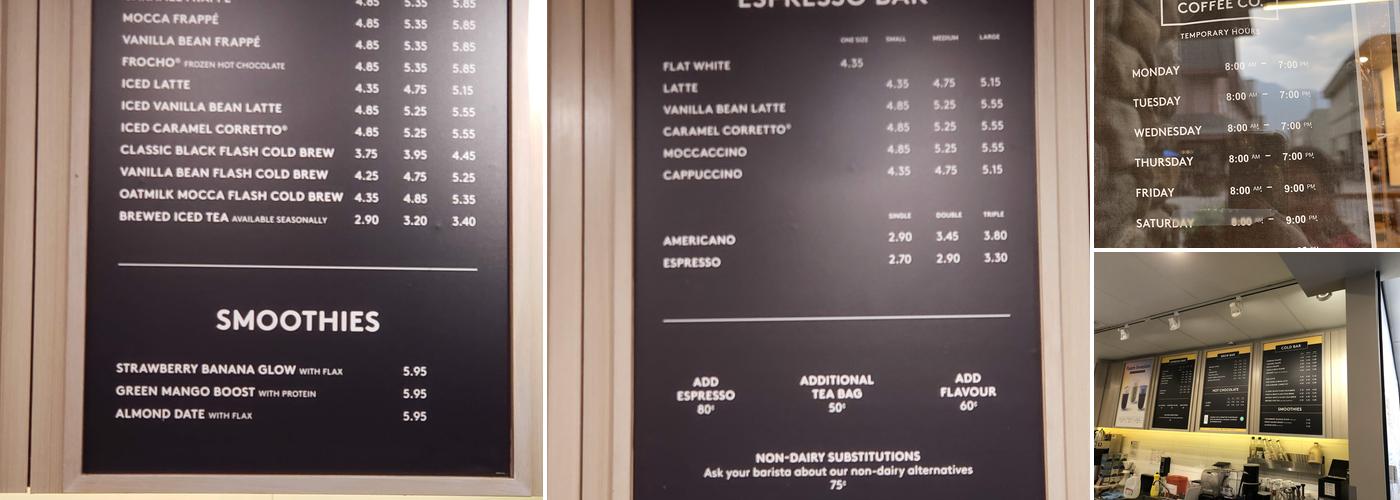 MOCCA FRAPPÉ 4.85 5.35 5.85
VANILLA BEAN FRAPPÉ 4.85 5.35 5.85
FROCHO® FROZEN HOT CHOCOLATE 4.85 5.35 5.85
ICED LATTE 4.35 4.75 5.15
ICED VANILLA BEAN LATTE 4.85 5.25 5.55
ICED CARAMEL CORRETTO® 4.85 5.25 5.55
CLASSIC BLACK FLASH COLD BREW 3.75 3.95 4.45
VANILLA BEAN FLASH COLD BREW 4.25 4.75 5.25
OATMILK MOCCA FLASH COLD BREW 4.35 4.85 5.35
BREWED ICED TEA AVAILABLE SEASONALLY 2.90 3.20 3.40
SMOOTHIES
STRAWBERRY BANANA GLOW WITH FLAX 5.95
GREEN MANGO BOOST WITH PROTEIN 5.95
ALMOND DATE WITH FLAX 5.95
ESPRESSO BAR
ONE SIZE SMALL MEDIUM LARGE
FLAT WHITE 4.35
LATTE 4.35 4.75 5.15
VANILLA BEAN LATTE 4.85 5.25 5.55
CARAMEL CORRETTO® 4.85 5.25 5.55
MOCCACCINO 4.85 5.25 5.55
CAPPUCCINO 4.35 4.75 5.15
SINGLE DOUBLE TRIPLE
AMERICANO 2.90 3.45 3.80
ESPRESSO 2.70 2.90 3.30
ADD ESPRESSO 80¢
ADDITIONAL TEA BAG 50¢
ADD FLAVOUR 60¢
NON-DAIRY SUBSTITUTIONS
Ask your barista about our non-dairy alternatives
75¢
COFFEE CO.
TEMPORARY HOURS
MONDAY 8:00 AM – 7:00 PM
TUESDAY 8:00 AM – 7:00 PM
WEDNESDAY 8:00 AM – 7:00 PM
THURSDAY 8:00 AM – 7:00 PM
FRIDAY 8:00 AM – 9:00 PM
SATURDAY 8:00 AM – 9:00 PM
ESPRESSO BAR
BREW BAR
HOT CHOCOLATE
COLD BAR
SMOOTHIES